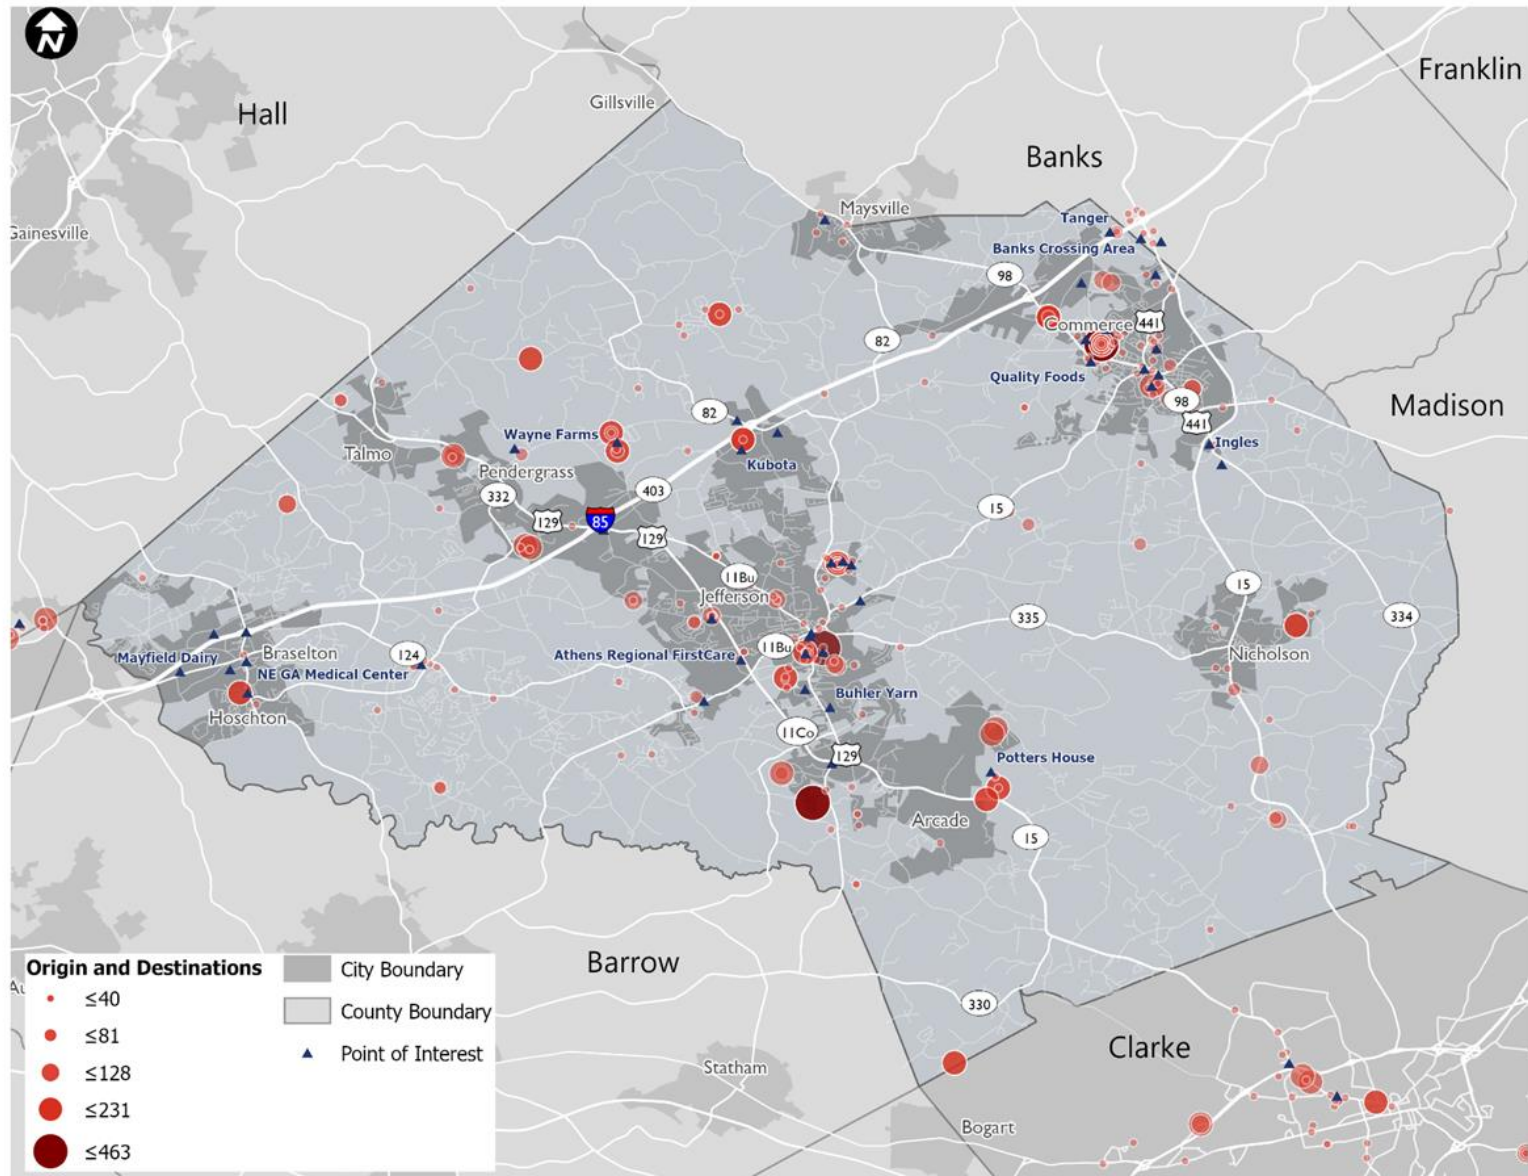 N
Hall
Gillsville
Franklin
Banks
Gainesville
Maysville
Tanger
Banks Crossing Area
98
441
Commerce
82
Quality Foods
Madison
98
82
441
Wayne Farms
Ingles
Talmo
Kubota
Pendergrass
403
332
15
129
85
129
11Bu
Jefferson
15
335
334
11Bu
124
Athens Regional FirstCare
Mayfield Dairy
Braselton
Nicholson
NE GA Medical Center
Buhler Yarn
Hoschton
11Co
129
Potters House
Arcade
15
Barrow
330
Clarke
Statham
Bogart
Au
Origin and Destinations
≤40
≤81
≤128
≤231
≤463
City Boundary
County Boundary
Point of Interest